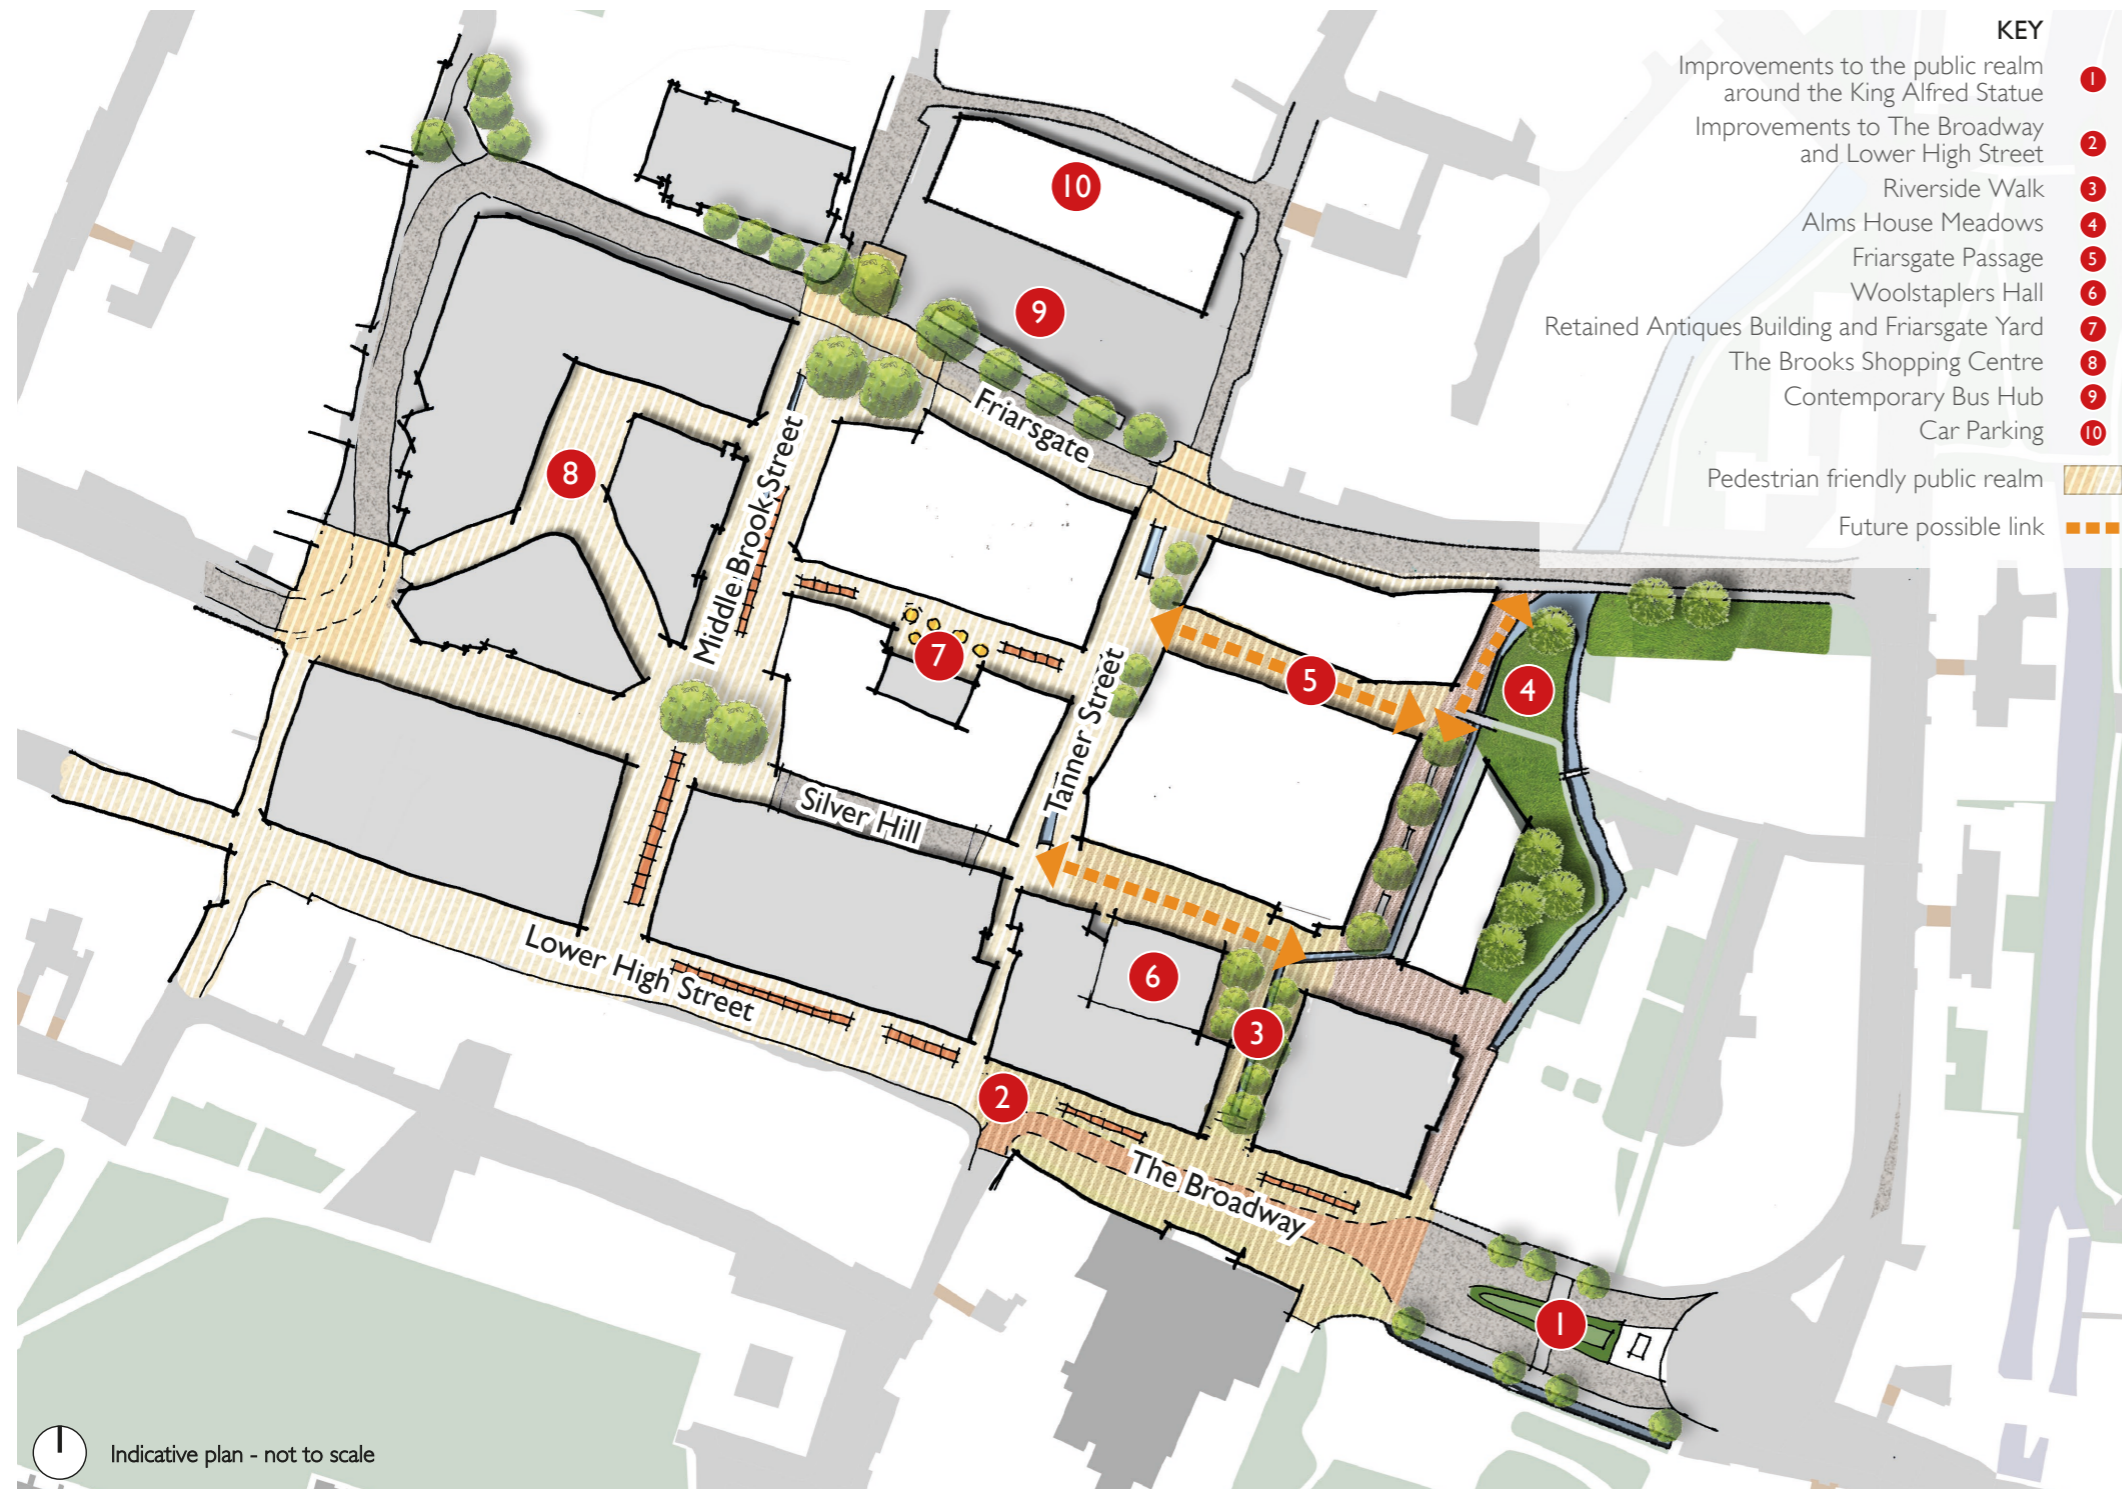 KEY
Improvements to the public realm
around the King Alfred Statue
1
Improvements to The Broadway
and Lower High Street
2
Riverside Walk
3
Alms House Meadows
4
Friarsgate Passage
5
Woolstaplers Hall
6
Retained Antiques Building and Friarsgate Yard
7
The Brooks Shopping Centre
8
Contemporary Bus Hub
9
Car Parking
10
Pedestrian friendly public realm
Future possible link
10
9
Friarsgate
8
Middle Brook Street
7
5
4
Tanner Street
Silver Hill
6
Lower High Street
3
2
The Broadway
1
Indicative plan - not to scale